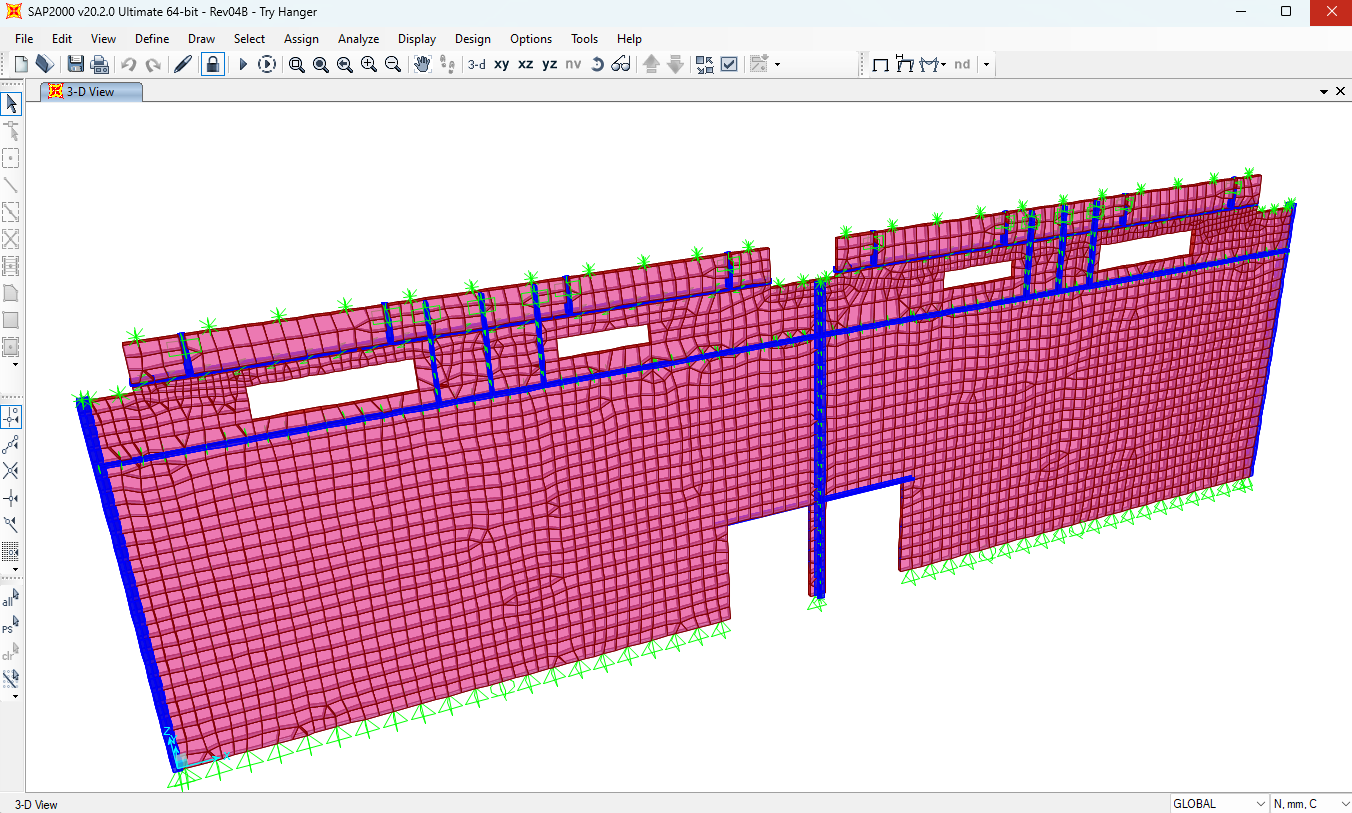 SAP2000 v20.2.0 Ultimate 64-bit - Rev04B - Try Hanger
File Edit View Define Draw Select Assign Analyze Display Design Options Tools Help
3-d xy xz yz nv nd
3-D View
all
PS
clr
Z
X
3-D View GLOBAL N, mm, C